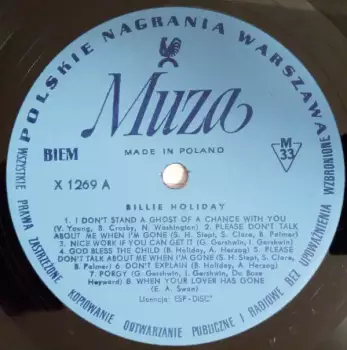 POLSKIE NAGRANIA WARSZAWA
Muza
BIEM
MADE IN POLAND
M
33
X 1269 A
BILLIE HOLIDAY
1. I DON'T STAND A GHOST OF A CHANCE WITH YOU
(V. Young, B. Crosby, N. Washington) 2. PLEASE DON'T TALK
ABOUT ME WHEN I'M GONE (S. H. Stept, S. Clare, B. Palmer)
3. NICE WORK IF YOU CAN GET IT (G. Gershwin, I. Gershwin)
4. GOD BLESS THE CHILD (B. Holiday, A. Herzog) 5. PLEASE
DON'T TALK ABOUT ME WHEN I'M GONE (S. H. Stept, S. Clare,
B. Palmer) 6. DON'T EXPLAIN (B. Holiday, A. Herzog)
7. PORGY (G. Gershwin, I. Gershwin, Du Bose
Heyward) 8. WHEN YOUR LOVER HAS GONE
(E. A. Swan)
Licencja: ESP-DISC'
WSZYSTKIE PRAWA ZASTRZEŻONE KOPIOWANIE ODTWARZANIE PUBLICZNE I RADIOWE BEZ UPOWAŻNIENIA WZBRONIONE